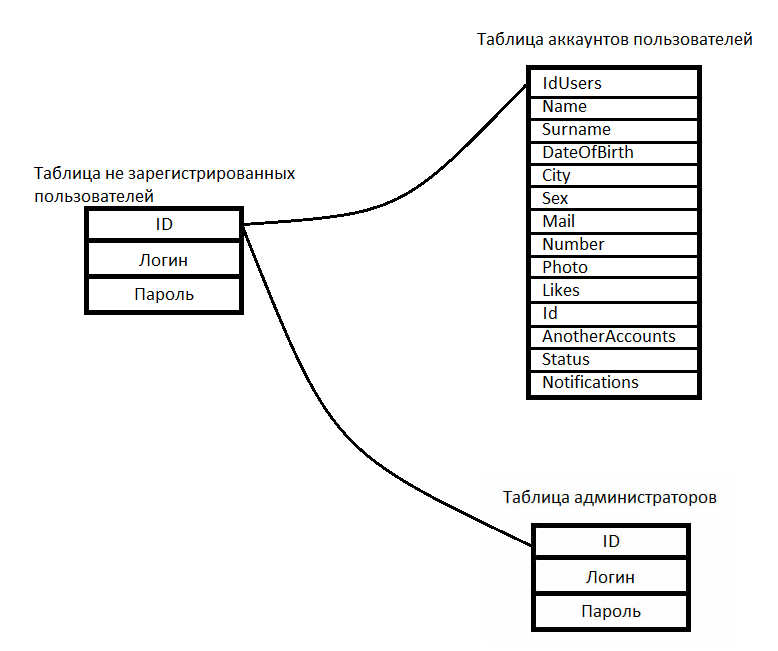 Таблица аккаунтов пользователей
IdUsers
Name
Surname
DateOfBirth
City
Sex
Mail
Number
Photo
Likes
Id
AnotherAccounts
Status
Notifications
Таблица не зарегистрированных
пользователей
ID
Логин
Пароль
Таблица администраторов
ID
Логин
Пароль